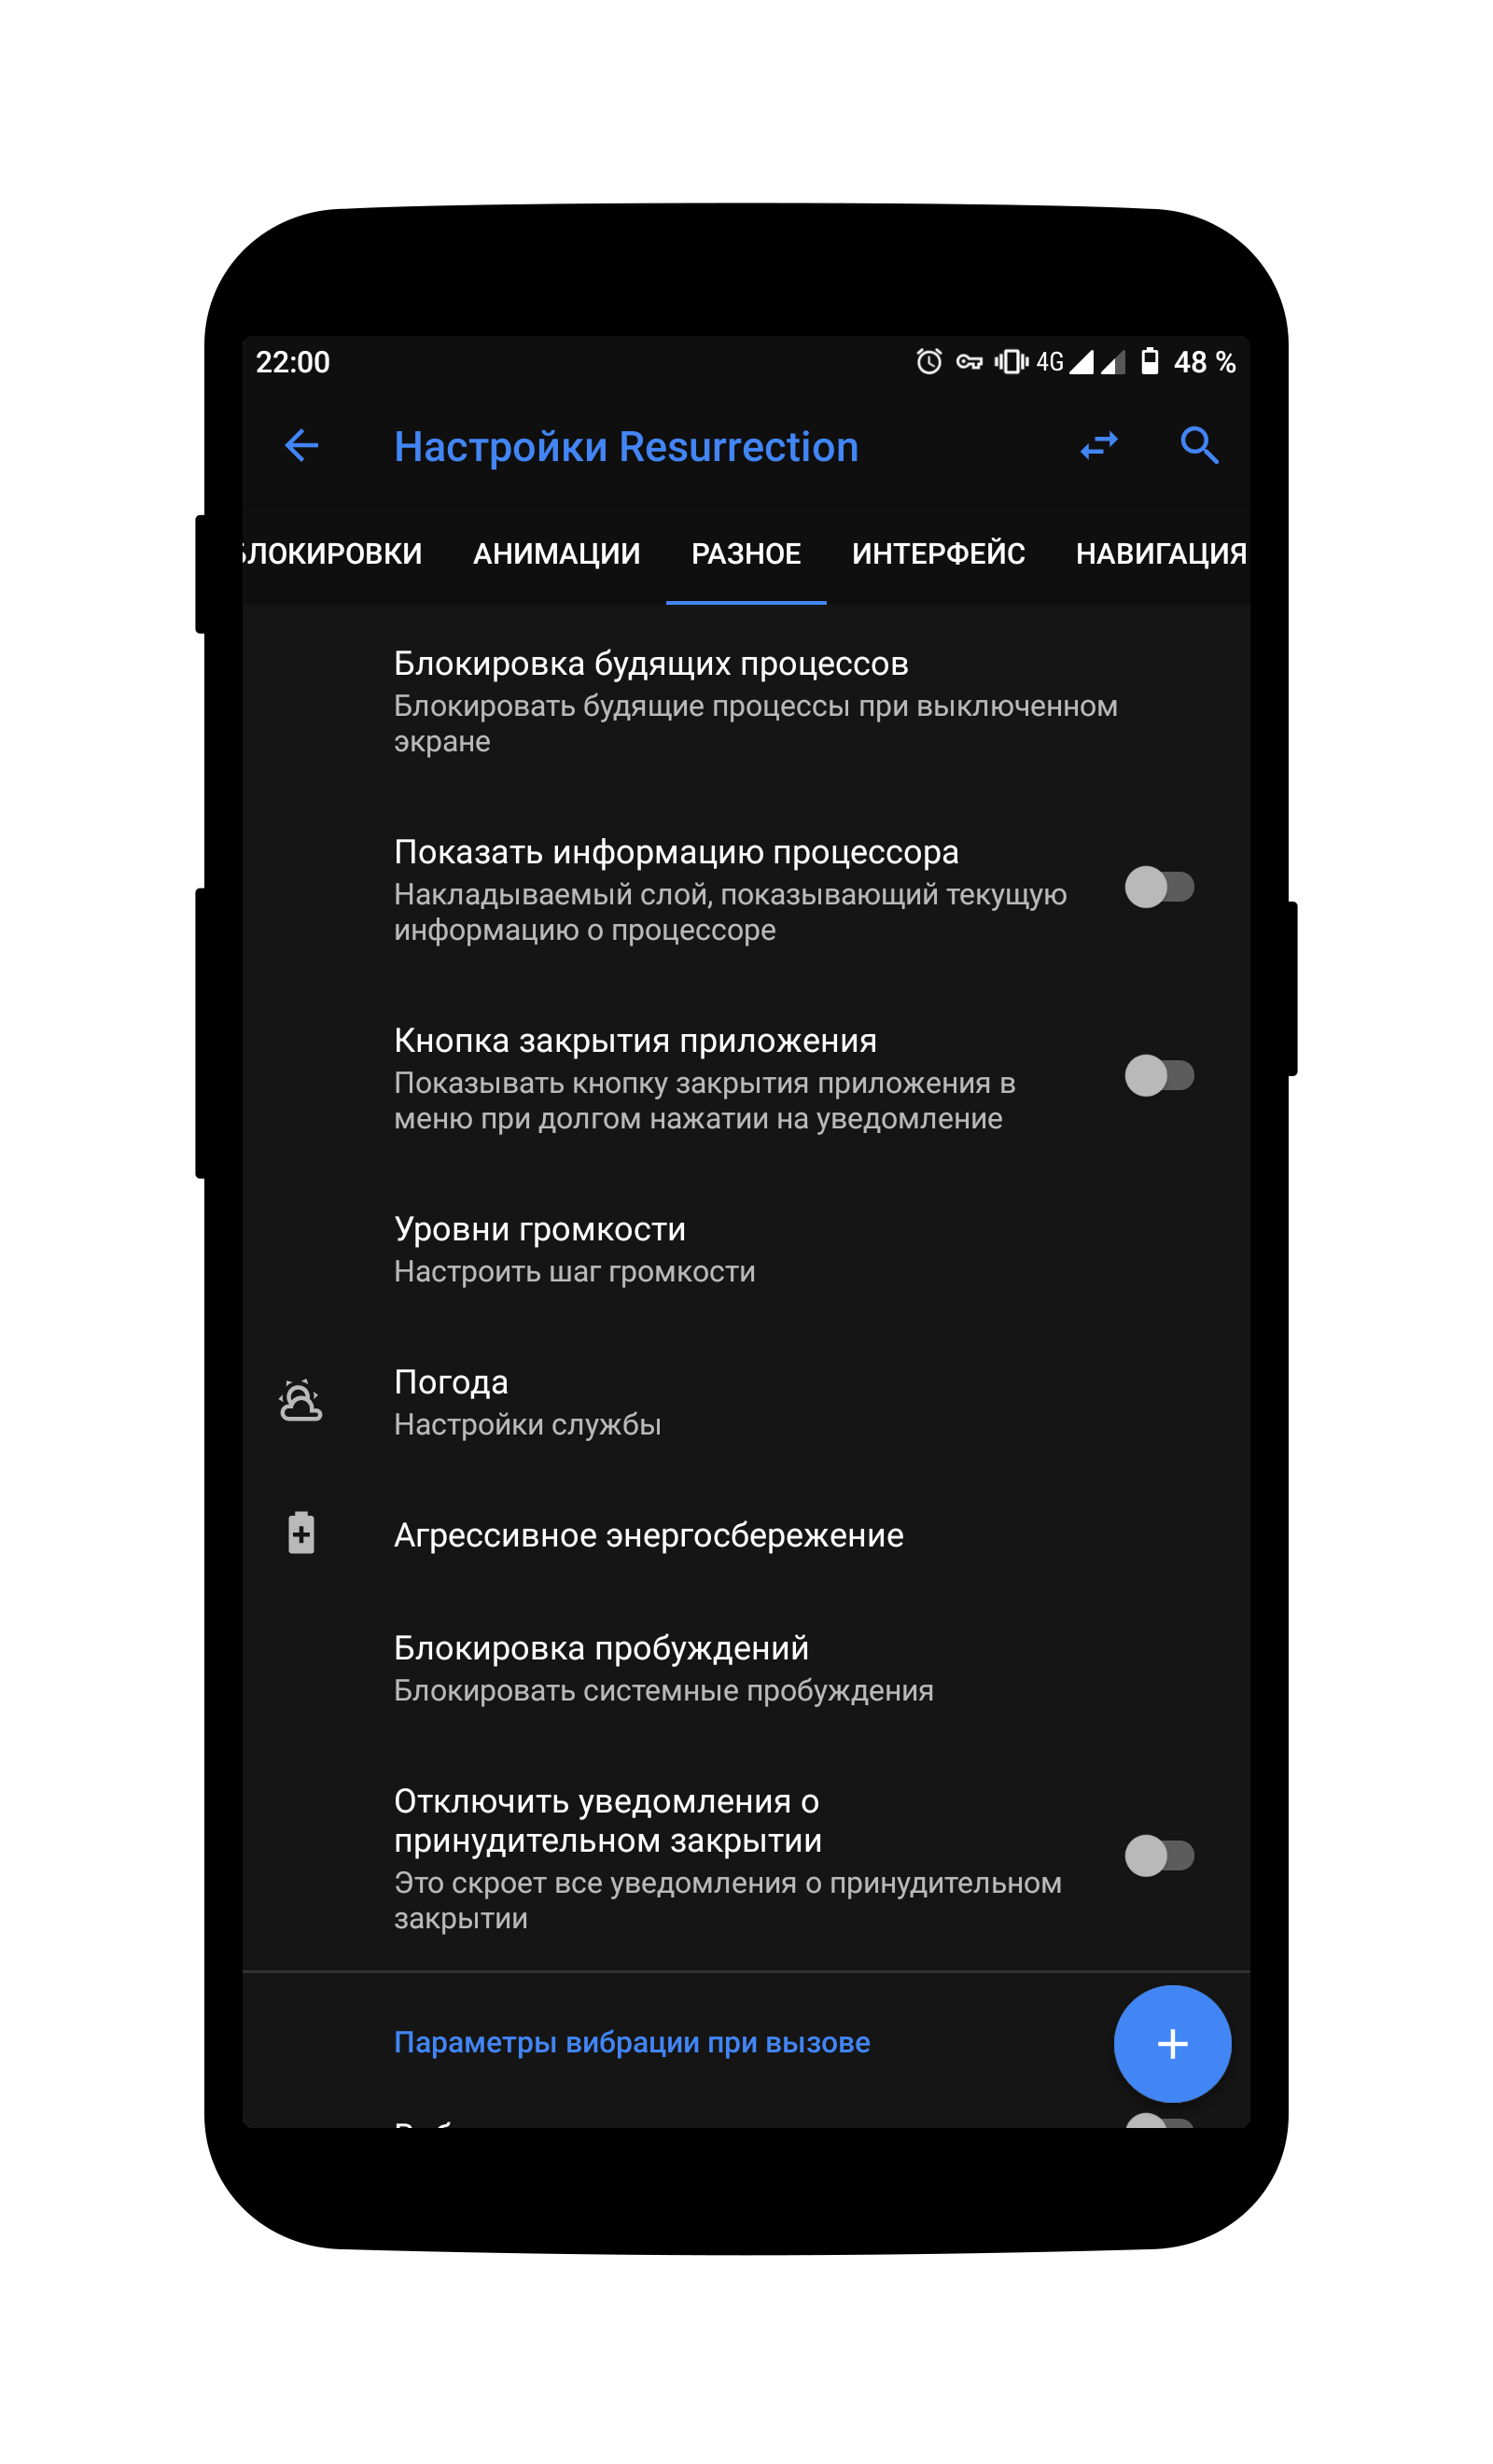 22:00 4G 48 %
Настройки Resurrection
АНИМАЦИИ РАЗНОЕ ИНТЕРФЕЙС НАВИГАЦИЯ
Блокировка будящих процессов
Блокировать будящие процессы при выключенном
экране
Показать информацию процессора
Накладываемый слой, показывающий текущую
информацию о процессоре
Кнопка закрытия приложения
Показывать кнопку закрытия приложения в
меню при долгом нажатии на уведомление
Уровни громкости
Настроить шаг громкости
Погода
Настройки службы
Агрессивное энергосбережение
Блокировка пробуждений
Блокировать системные пробуждения
Отключить уведомления о
принудительном закрытии
Это скроет все уведомления о принудительном
закрытии
Параметры вибрации при вызове